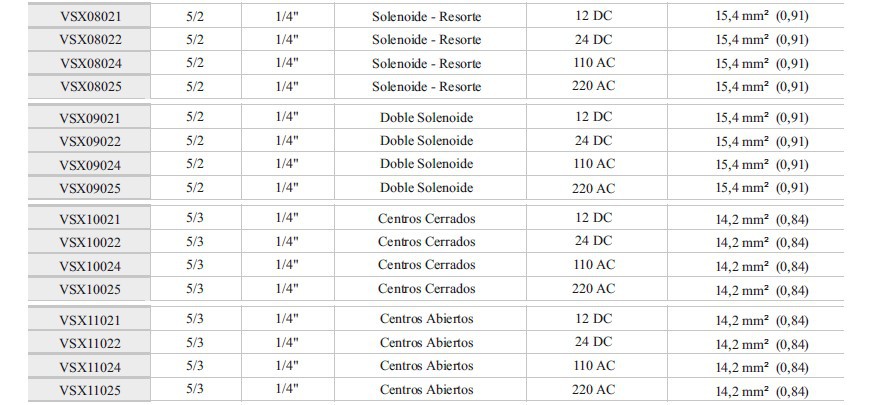 VSX08021 5/2 1/4" Solenoide - Resorte 12 DC 15,4 mm² (0,91)
VSX08022 5/2 1/4" Solenoide - Resorte 24 DC 15,4 mm² (0,91)
VSX08024 5/2 1/4" Solenoide - Resorte 110 AC 15,4 mm² (0,91)
VSX08025 5/2 1/4" Solenoide - Resorte 220 AC 15,4 mm² (0,91)
VSX09021 5/2 1/4" Doble Solenoide 12 DC 15,4 mm² (0,91)
VSX09022 5/2 1/4" Doble Solenoide 24 DC 15,4 mm² (0,91)
VSX09024 5/2 1/4" Doble Solenoide 110 AC 15,4 mm² (0,91)
VSX09025 5/2 1/4" Doble Solenoide 220 AC 15,4 mm² (0,91)
VSX10021 5/3 1/4" Centros Cerrados 12 DC 14,2 mm² (0,84)
VSX10022 5/3 1/4" Centros Cerrados 24 DC 14,2 mm² (0,84)
VSX10024 5/3 1/4" Centros Cerrados 110 AC 14,2 mm² (0,84)
VSX10025 5/3 1/4" Centros Cerrados 220 AC 14,2 mm² (0,84)
VSX11021 5/3 1/4" Centros Abiertos 12 DC 14,2 mm² (0,84)
VSX11022 5/3 1/4" Centros Abiertos 24 DC 14,2 mm² (0,84)
VSX11024 5/3 1/4" Centros Abiertos 110 AC 14,2 mm² (0,84)
VSX11025 5/3 1/4" Centros Abiertos 220 AC 14,2 mm² (0,84)